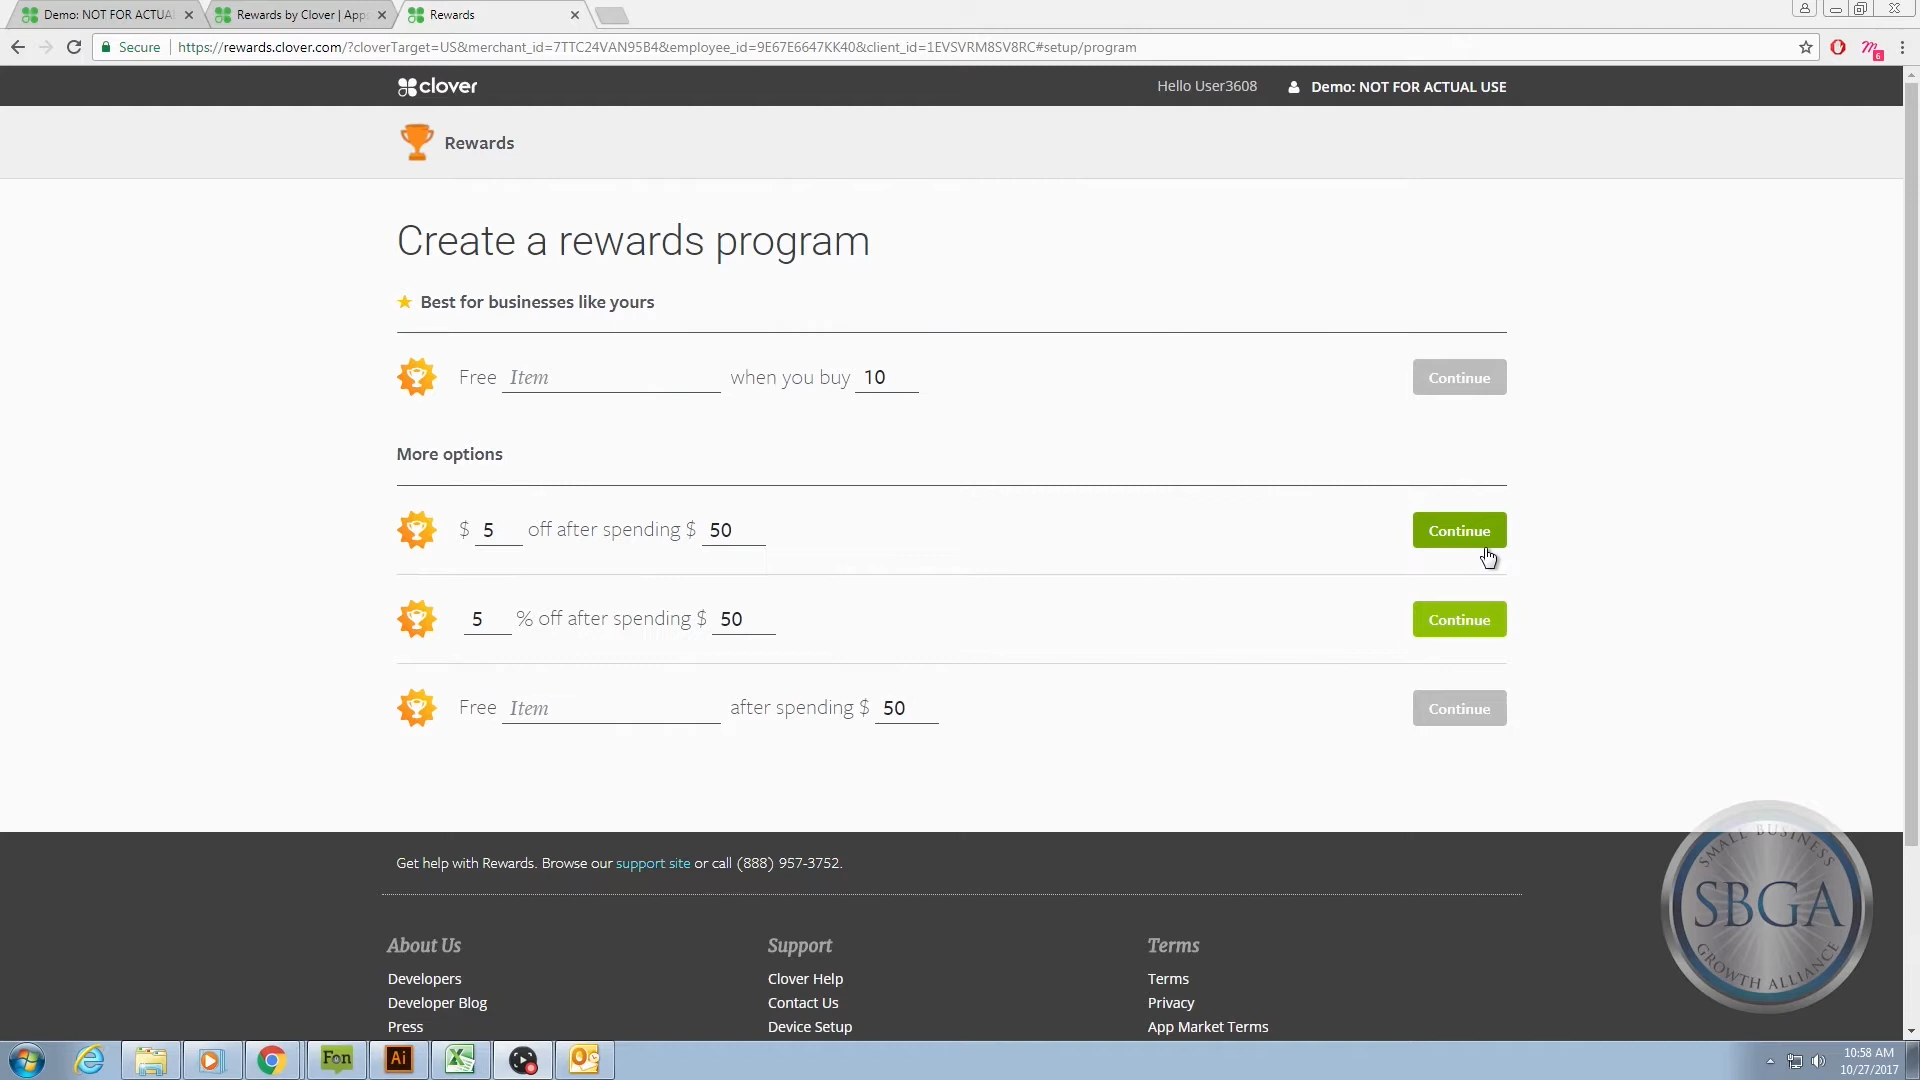 Demo: NOT FOR ACTUA
Rewards by Clover | App
Rewards
Secure
https://rewards.clover.com/?cloverTarget=US&merchant_id=7TTC24VAN95B4&employee_id=9E67E6647KK40&client_id=1EVSVRM8SV8RC#setup/program
6
clover
Hello User3608
Demo: NOT FOR ACTUAL USE
Rewards
Create a rewards program
Best for businesses like yours
Free Item when you buy 10
Continue
More options
$ 5 off after spending $ 50
Continue
5 % off after spending $ 50
Continue
Free Item after spending $ 50
Continue
SMALL BUSINESS
SBGA
GROWTH ALLIANCE
Get help with Rewards. Browse our support site or call (888) 957-3752.
About Us
Support
Terms
Developers
Clover Help
Terms
Developer Blog
Contact Us
Privacy
Press
Device Setup
App Market Terms
Fon
Ai
10:58 AM
10/27/2017